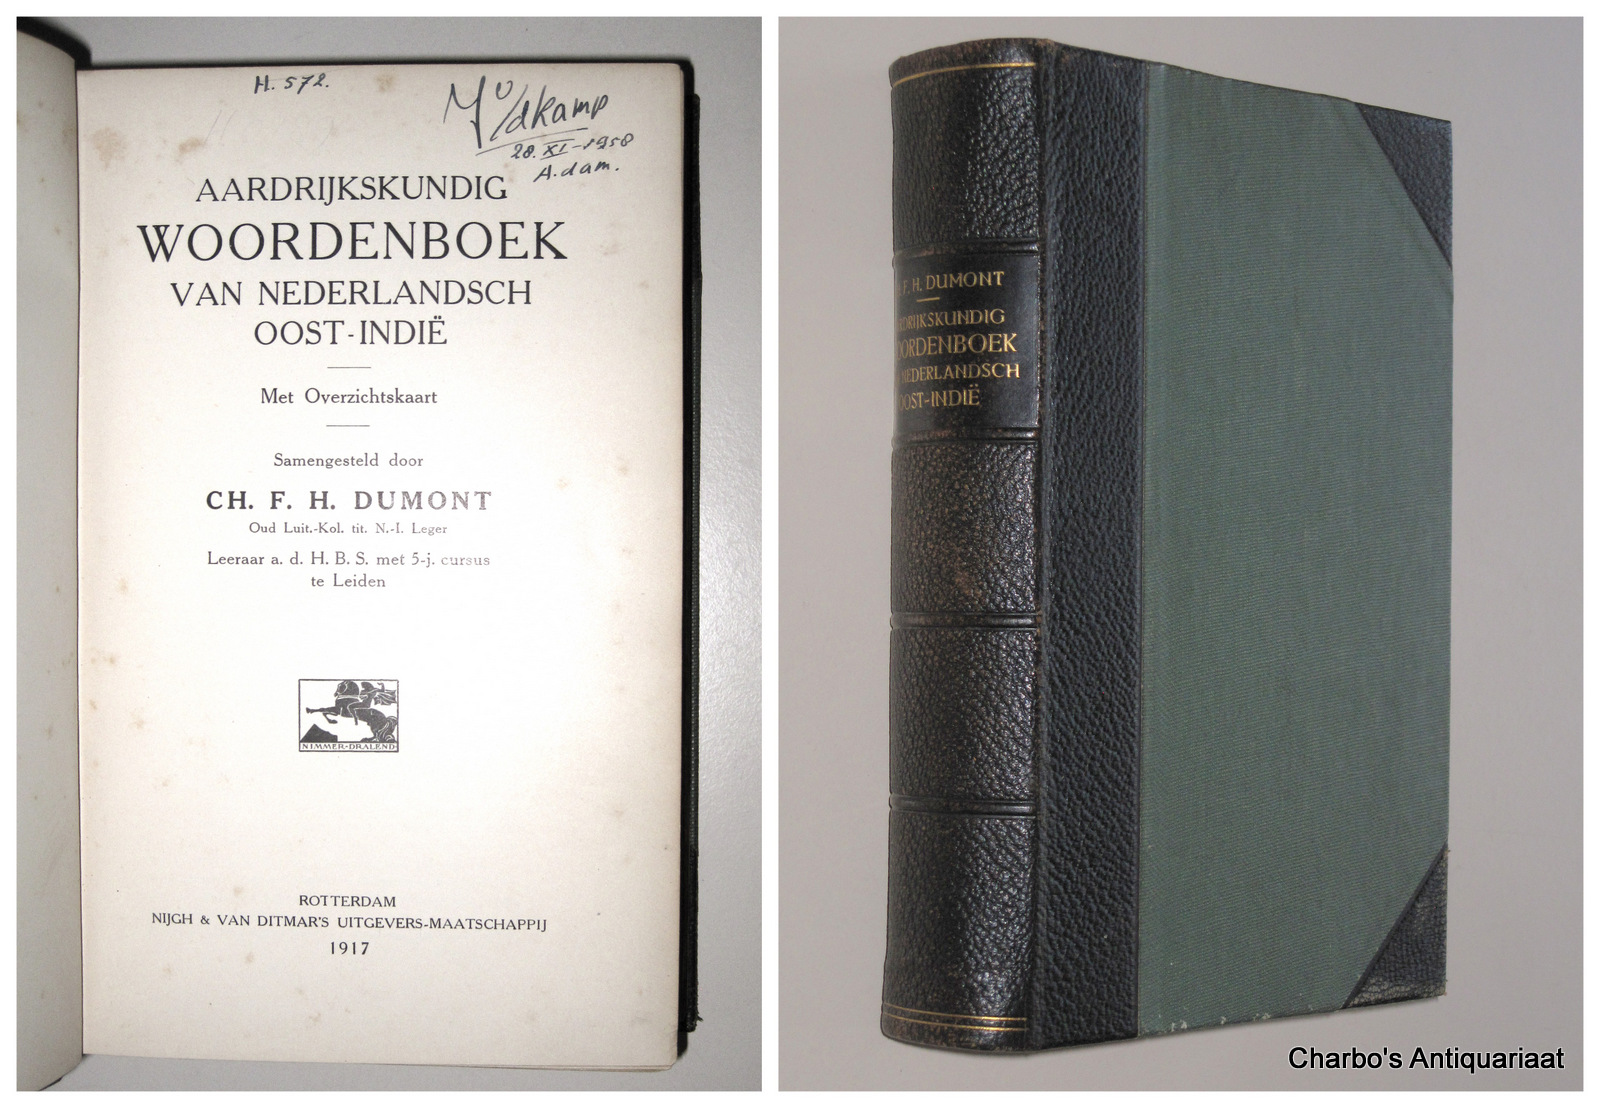 H. 572.
28.XI-1958
A.dam.
AARDRIJKSKUNDIG
WOORDENBOEK
VAN NEDERLANDSCH
OOST-INDIË
Met Overzichtskaart
Samengesteld door
CH. F. H. DUMONT
Oud Luit.-Kol. tit. N.-I. Leger
Leeraar a. d. H. B. S. met 5-j. cursus
te Leiden
NIMMER-DRALEND
ROTTERDAM
NIJGH & VAN DITMAR'S UITGEVERS-MAATSCHAPPIJ
1917
F. H. DUMONT
RDRIJKSKUNDIG
OORDENBOEK
NEDERLANDSCH
OOST-INDIË
Charbo's Antiquariaat